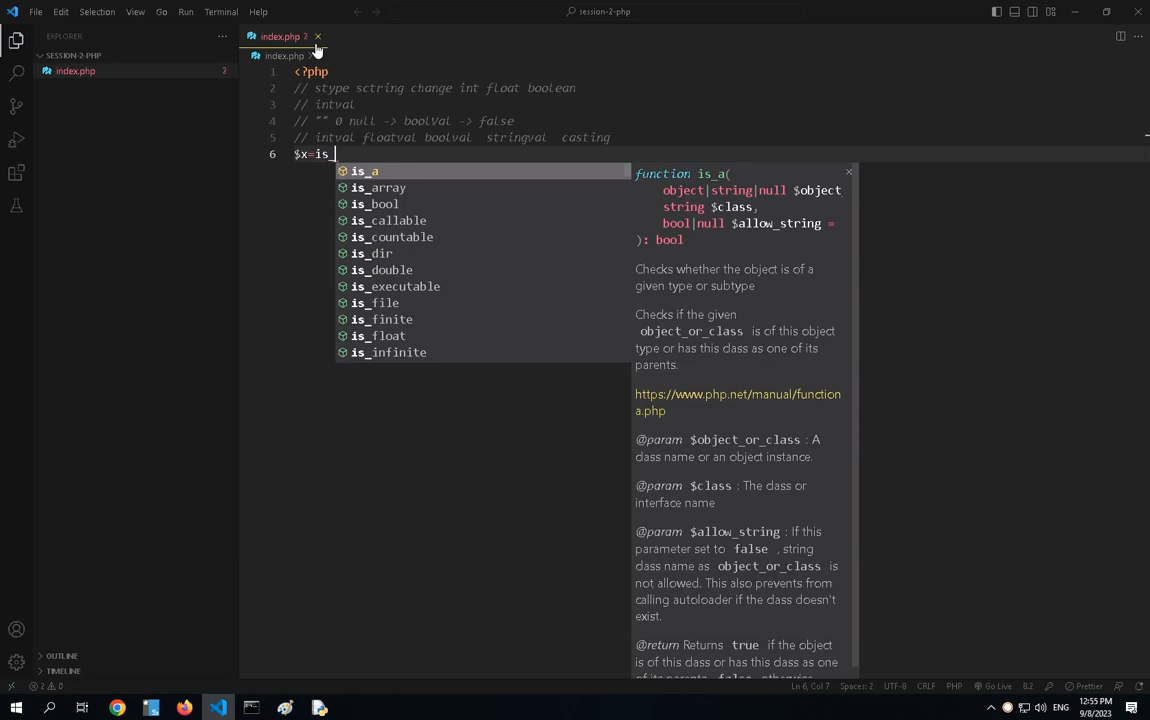 File Edit Selection View Go Run Terminal Help
session-2-php
EXPLORER
index.php 2
SESSION-2-PHP
index.php
index.php 2
1 <?php
2 // stype sctring change int float boolean
3 // intval
4 // "" 0 null -> boolVal -> false
5 // intval floatval boolval stringval casting
6 $x=is_
is_a
is_array
is_bool
is_callable
is_countable
is_dir
is_double
is_executable
is_file
is_finite
is_float
is_infinite
function is_a(
object|string|null $object
string $class,
bool|null $allow_string =
): bool
Checks whether the object is of a
given type or subtype
Checks if the given
object_or_class is of this object
type or has this class as one of its
parents.
https://www.php.net/manual/function
a.php
@param $object_or_class : A
class name or an object instance.
@param $class : The class or
interface name
@param $allow_string : If this
parameter set to false , string
class name as object_or_class is
not allowed. This also prevents from
calling autoloader if the class doesn't
exist.
@return Returns true if the object
is of this class or has this class as one
of its parents, false otherwise
OUTLINE
TIMELINE
2 0
Ln 6, Col 7 Spaces: 2 UTF-8 CRLF PHP Go Live 8.2 Prettier
ENG
12:55 PM
9/8/2023